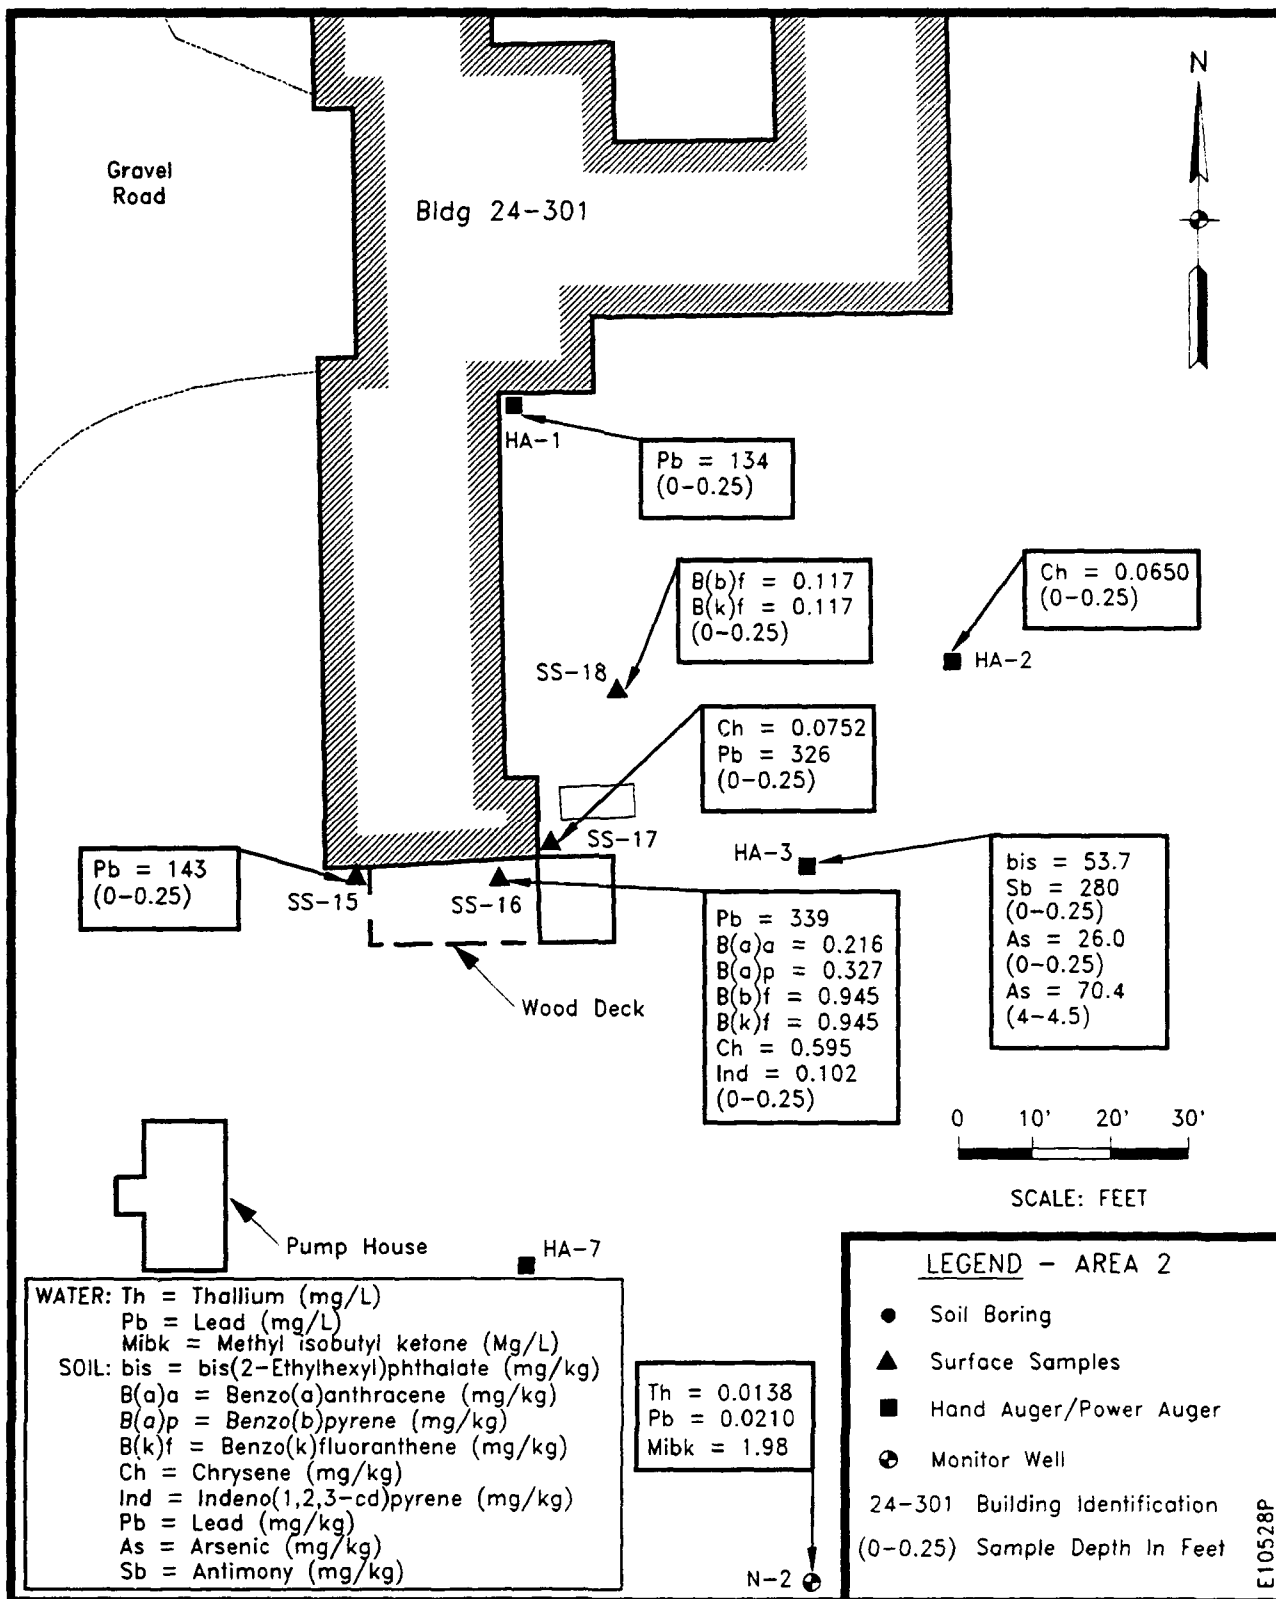 N
Gravel
Road
Bldg 24-301
HA-1
Pb = 134
(0-0.25)
B(b)f = 0.117
B(k)f = 0.117
(0-0.25)
Ch = 0.0650
(0-0.25)
SS-18
HA-2
Ch = 0.0752
Pb = 326
(0-0.25)
SS-17
Pb = 143
(0-0.25)
SS-15
SS-16
HA-3
bis = 53.7
Sb = 280
(0-0.25)
As = 26.0
(0-0.25)
As = 70.4
(4-4.5)
Pb = 339
B(a)a = 0.216
B(a)p = 0.327
B(b)f = 0.945
B(k)f = 0.945
Ch = 0.595
Ind = 0.102
(0-0.25)
Wood Deck
0 10' 20' 30'
SCALE: FEET
Pump House
HA-7
WATER: Th = Thallium (mg/L)
Pb = Lead (mg/L)
Mibk = Methyl isobutyl ketone (Mg/L)
SOIL: bis = bis(2-Ethylhexyl)phthalate (mg/kg)
B(a)a = Benzo(a)anthracene (mg/kg)
B(a)p = Benzo(b)pyrene (mg/kg)
B(k)f = Benzo(k)fluoranthene (mg/kg)
Ch = Chrysene (mg/kg)
Ind = Indeno(1,2,3-cd)pyrene (mg/kg)
Pb = Lead (mg/kg)
As = Arsenic (mg/kg)
Sb = Antimony (mg/kg)
Th = 0.0138
Pb = 0.0210
Mibk = 1.98
N-2
LEGEND - AREA 2
Soil Boring
Surface Samples
Hand Auger/Power Auger
Monitor Well
24-301 Building Identification
(0-0.25) Sample Depth In Feet
E10528P